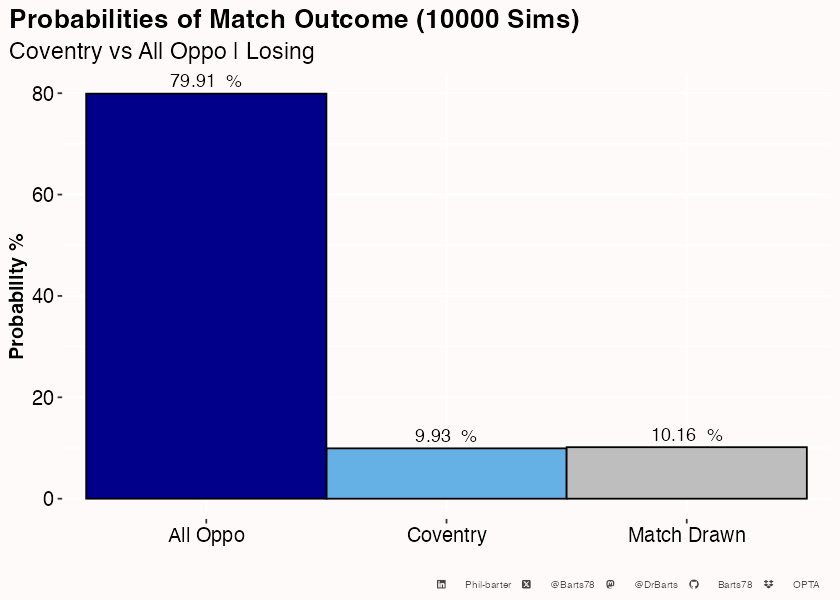 Probabilities of Match Outcome (10000 Sims)
Coventry vs All Oppo | Losing
79.91 %
80
60
40
20
0
Probability %
9.93 %
10.16 %
All Oppo
Coventry
Match Drawn
Phil-barter @Barts78 @DrBarts Barts78 OPTA